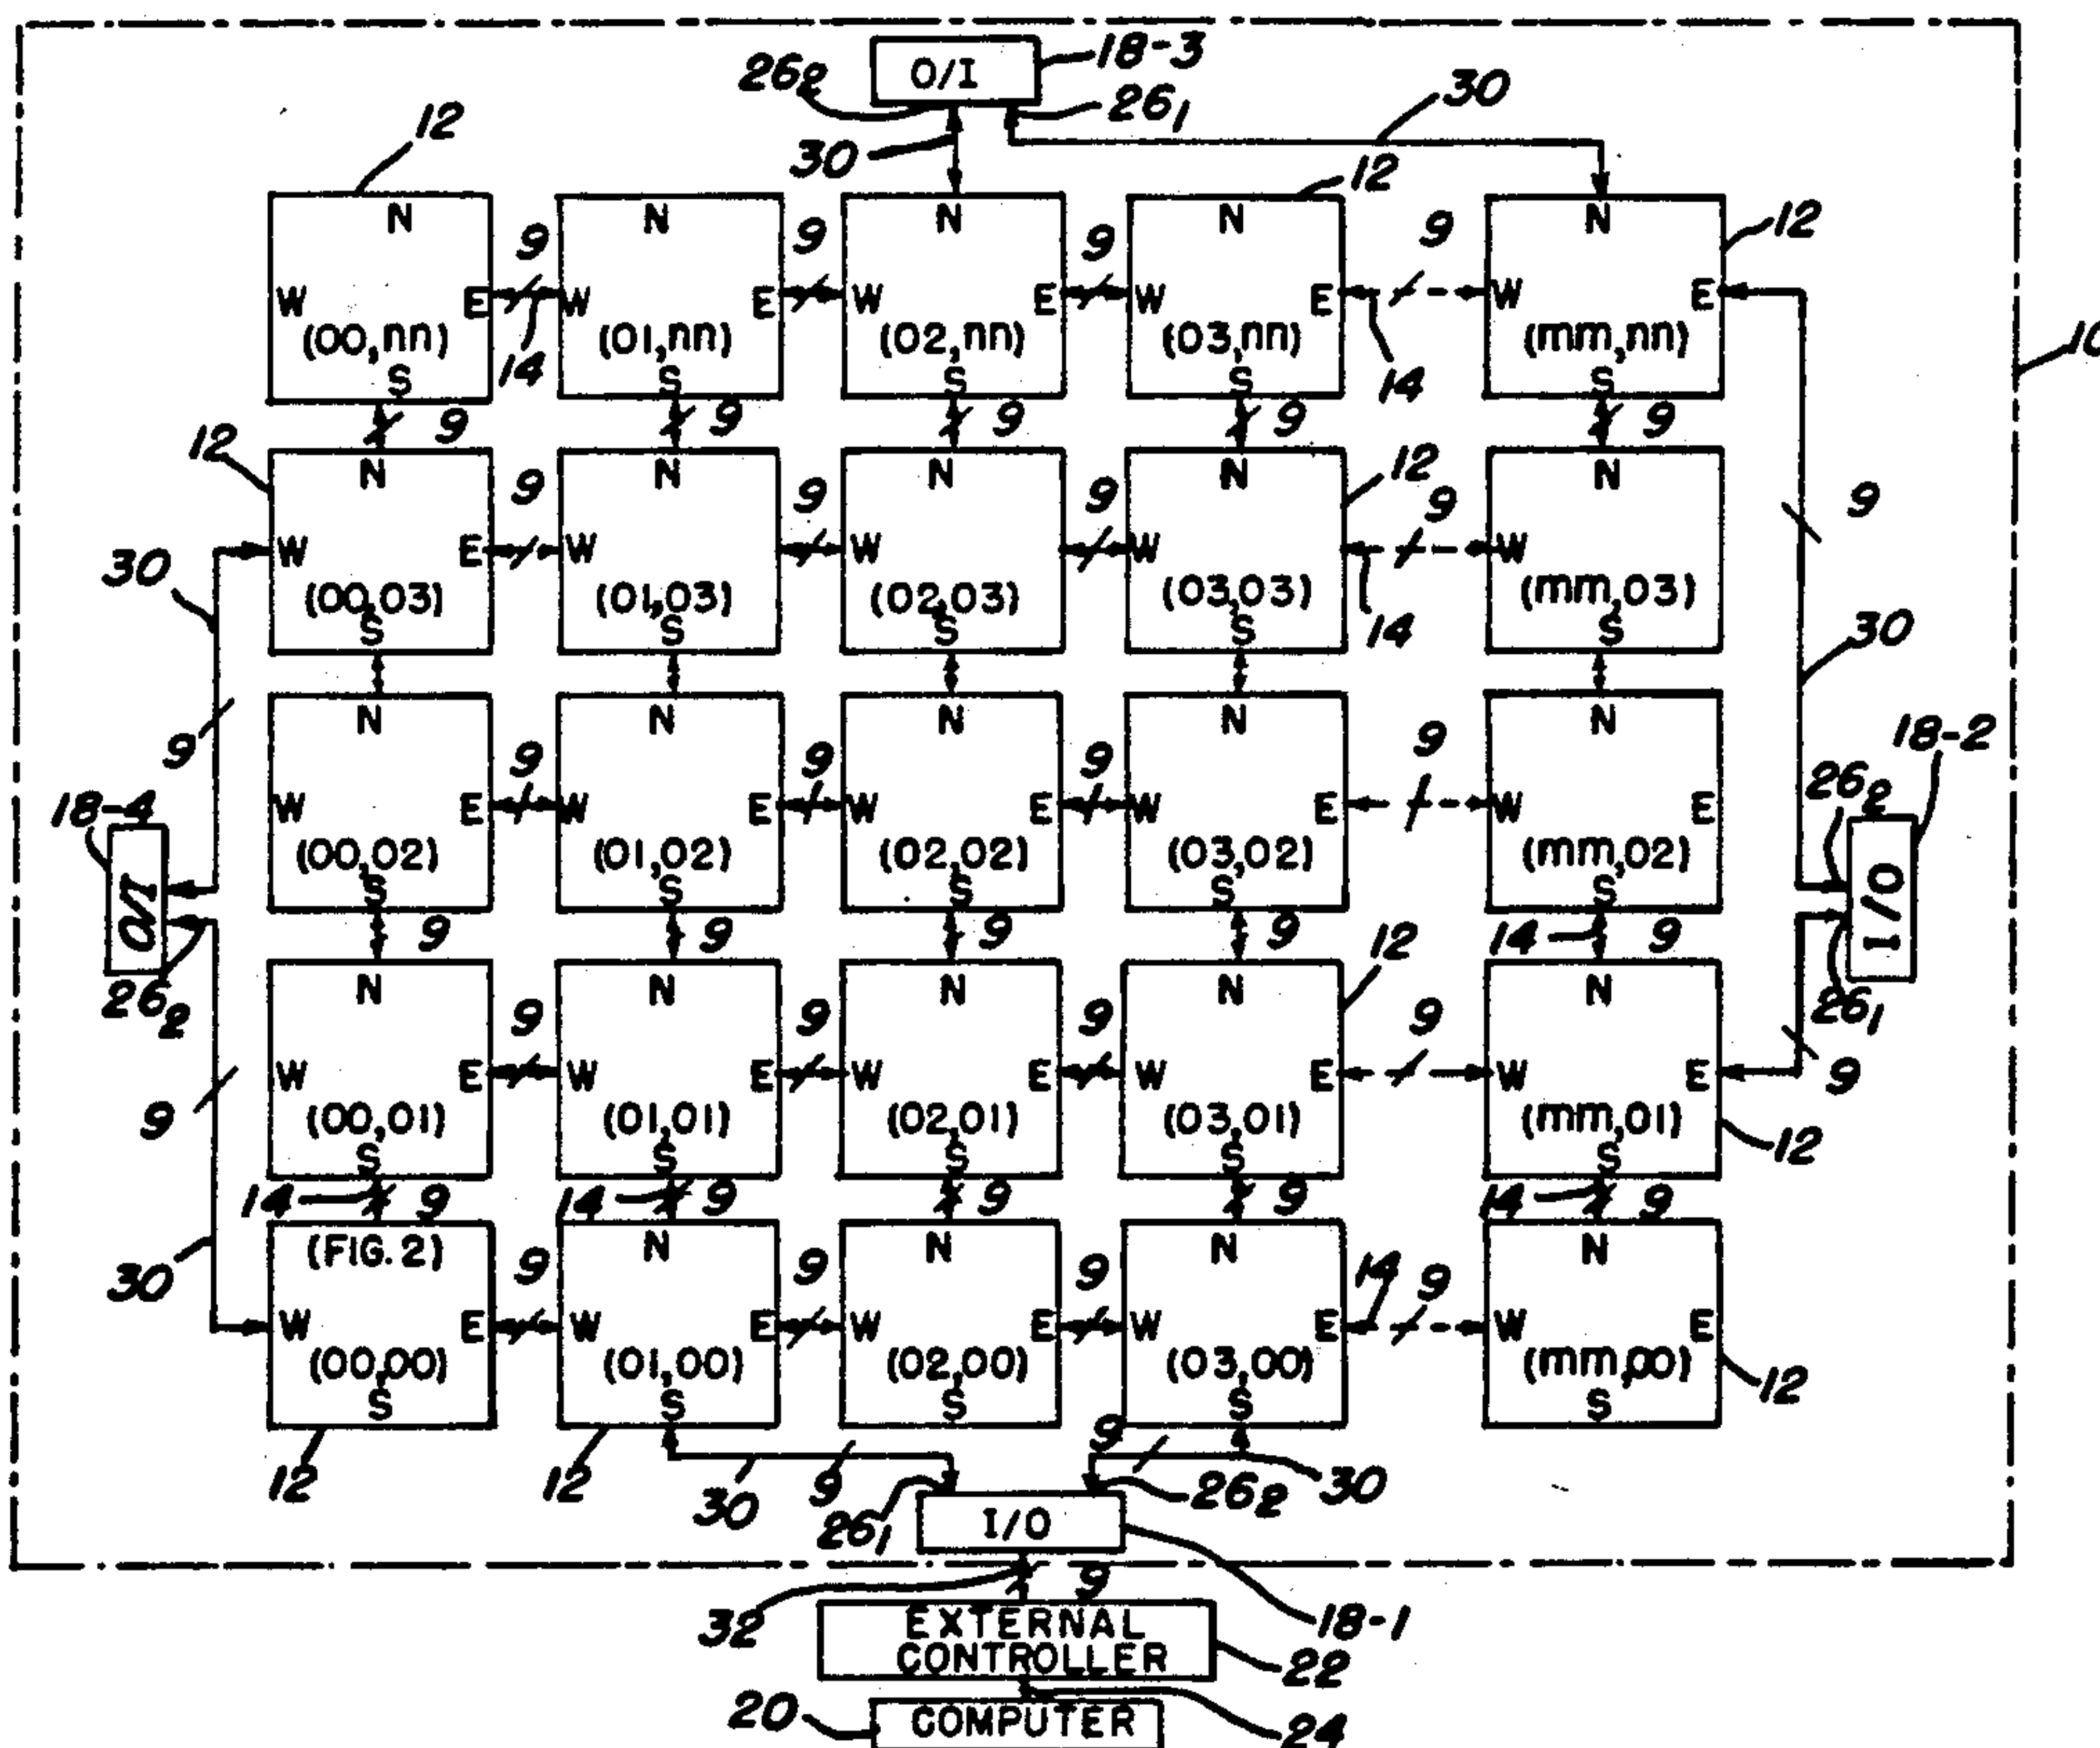 18-3
26₂ O/I 26₁ 30
12 30 12
N N N N N 12
9 9 9 9
W E W E W E W E W E
(00,nn) (01,nn) (02,nn) (03,nn) (mm,nn) 10
14 14
S S S S S
9 9 9 9 9
12 N N N N 12 N
9 9 9 9 9
W E W W W W
30 (00,03) (01,03) (02,03) (03,03) (mm,03) 30
S S S S 14 S
N N N N N
9 9 9 9 9 18-2
26₂
18-4 W E W E W E W E W E
(00,02) (01,02) (02,02) (03,02) (mm,02)
O/I S S S S S I/O
9 9 9 9 12 14 9
26₂ N N N N N 26₁
9 9 9 9
W E W E W E W E W E 9
9 (00,01) (01,01) (02,01) (03,01) (mm,01) 12
S S S S S
14 9 14 9 9 9 14 9
(FIG. 2) N N N N
30 9 9 9 14 9
W E W E W E W E W E
(00,00) (01,00) (02,00) (03,00) (mm,00) 12
S S S S S
12 12 30 9 9 30
26₁ 26₂
I/O
32 9 18-1
EXTERNAL
CONTROLLER 22
20 COMPUTER 24